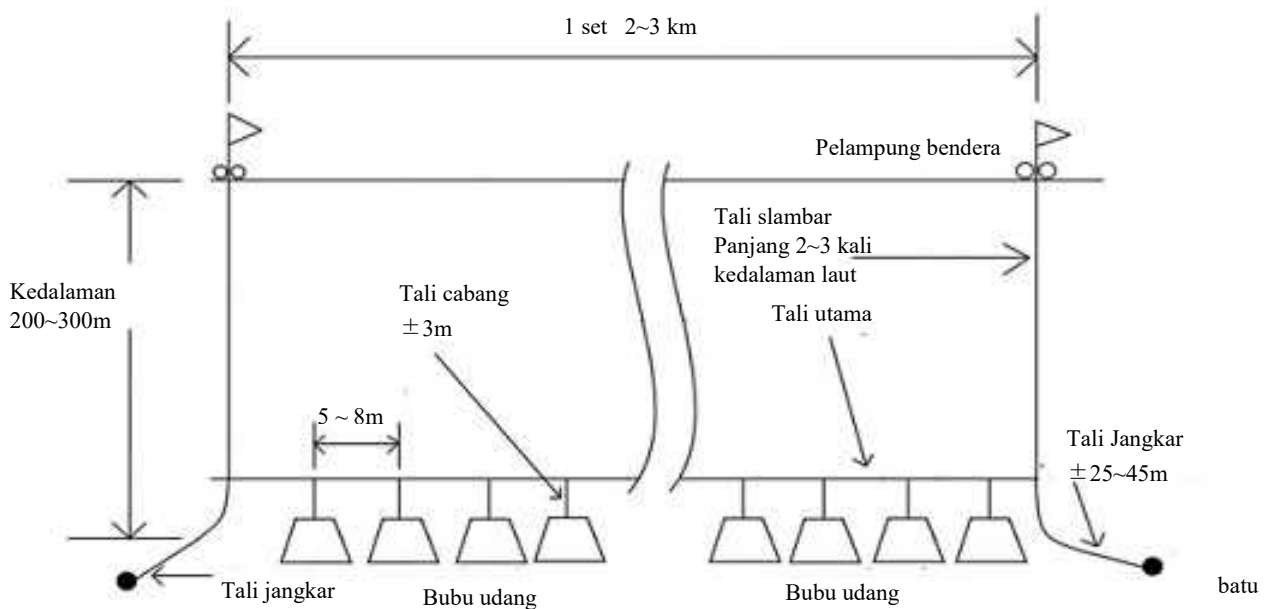 1 set 2~3 km
Pelampung bendera
Tali slambar
Panjang 2~3 kali
kedalaman laut
Kedalaman
200~300m
Tali cabang
±3m
Tali utama
5 ~ 8m
Tali Jangkar
±25~45m
Tali jangkar
Bubu udang
Bubu udang
batu